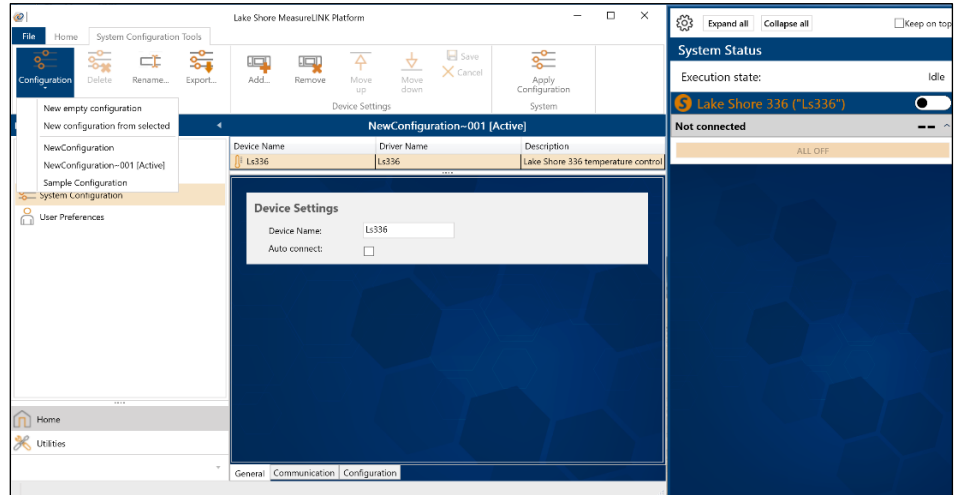 Lake Shore MeasureLINK Platform
File Home System Configuration Tools
Configuration Delete Rename... Export... Add... Remove Move up Move down Save Cancel Apply Configuration
Device Settings System
New empty configuration
New configuration from selected
NewConfiguration
NewConfiguration~001 [Active]
Sample Configuration
System Configuration
User Preferences
Home
Utilities
NewConfiguration~001 [Active]
Device Name Driver Name Description
Ls336 Ls336 Lake Shore 336 temperature control
Device Settings
Device Name: Ls336
Auto connect:
General Communication Configuration
Expand all Collapse all Keep on top
System Status
Execution state: Idle
Lake Shore 336 ("Ls336")
Not connected --
ALL OFF